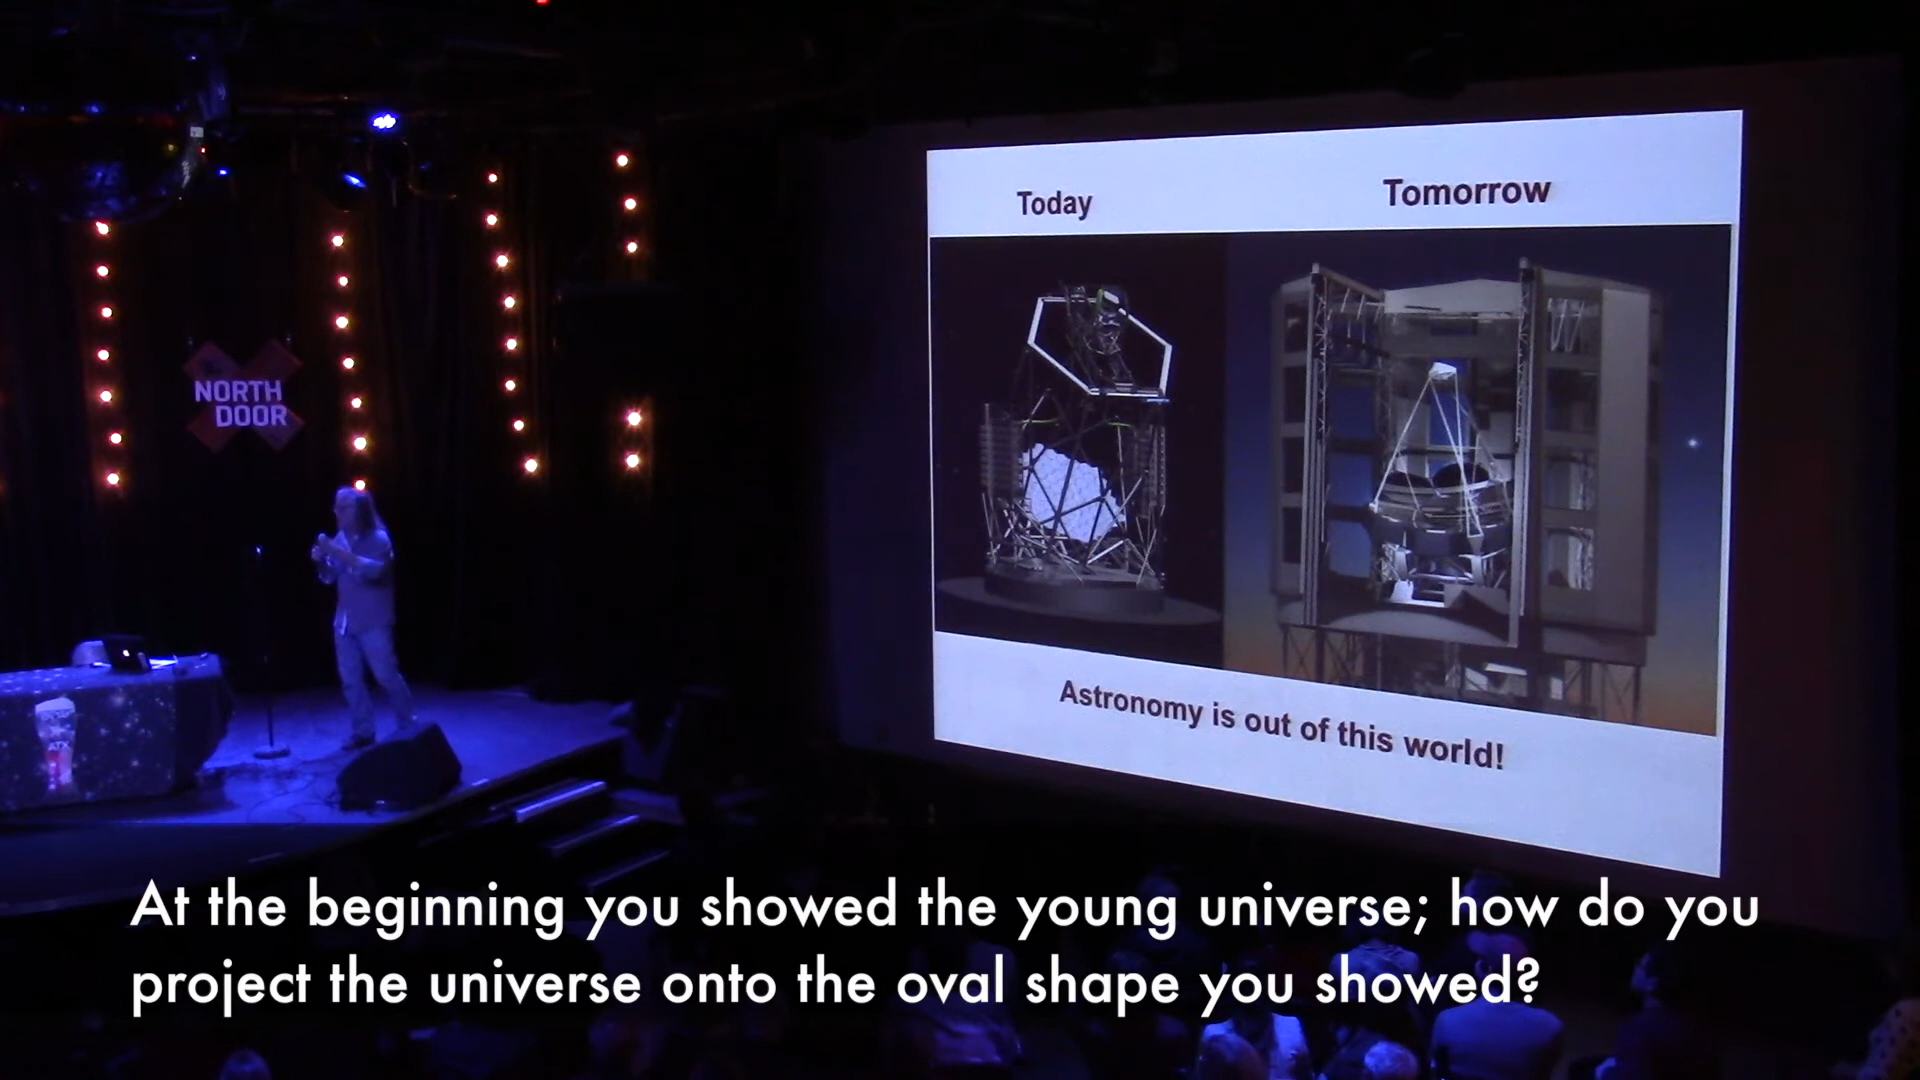 Today
Tomorrow
NORTH
DOOR
Astronomy is out of this world!
At the beginning you showed the young universe; how do you
project the universe onto the oval shape you showed?